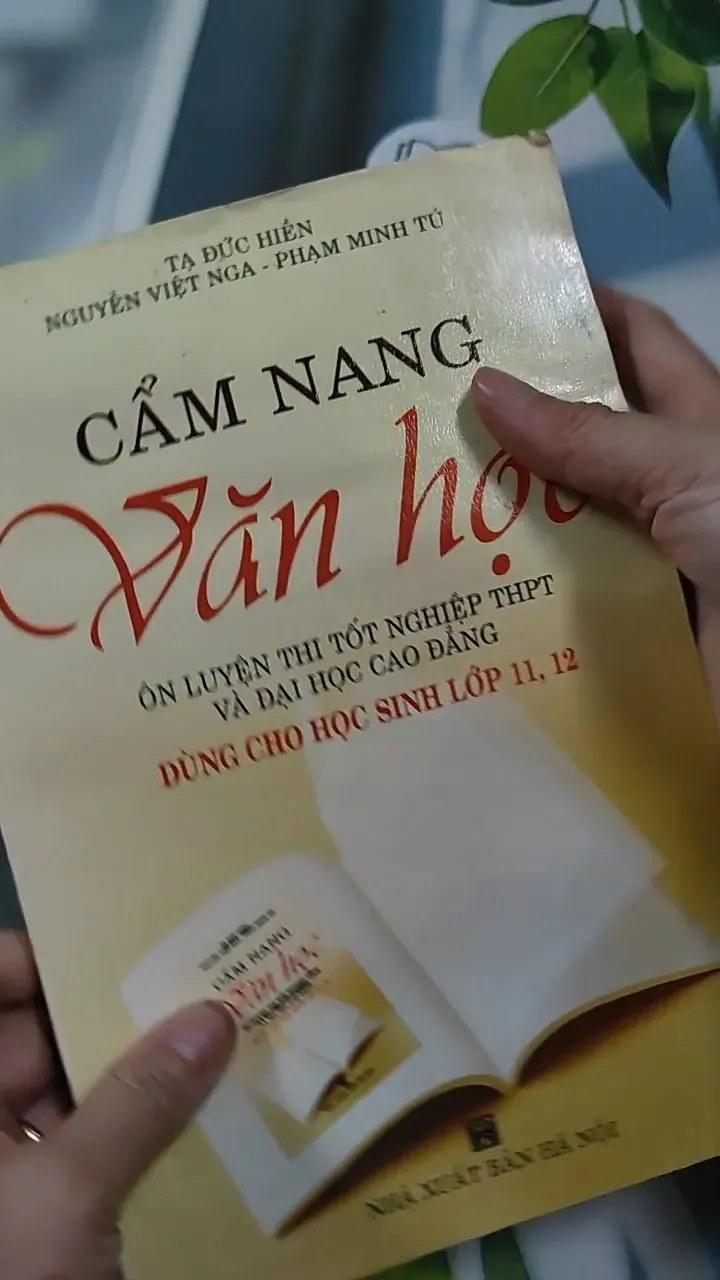 TẠ ĐỨC HIỀN
NGUYỄN VIỆT NGA - PHẠM MINH TÚ
CẨM NANG
Văn học
ÔN LUYỆN THI TỐT NGHIỆP THPT
VÀ ĐẠI HỌC CAO ĐẲNG
DÙNG CHO HỌC SINH LỚP 11, 12
CẨM NANG
Văn học
NHÀ XUẤT BẢN HÀ NỘI